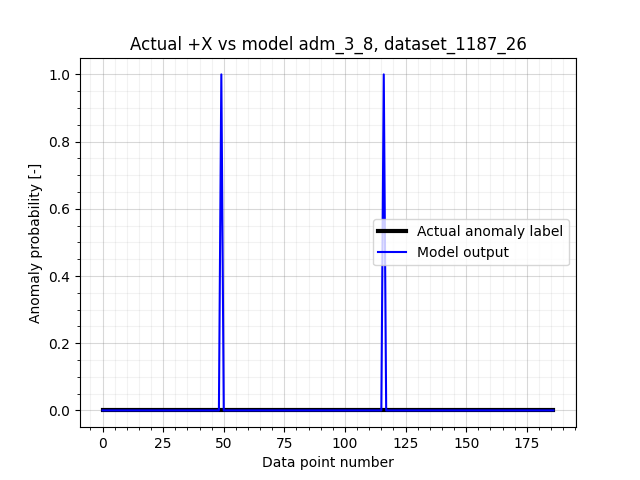 Actual +X vs model adm_3_8, dataset_1187_26
Anomaly probability [-]
1.0
0.8
0.6
0.4
0.2
0.0
Actual anomaly label
Model output
0 25 50 75 100 125 150 175
Data point number